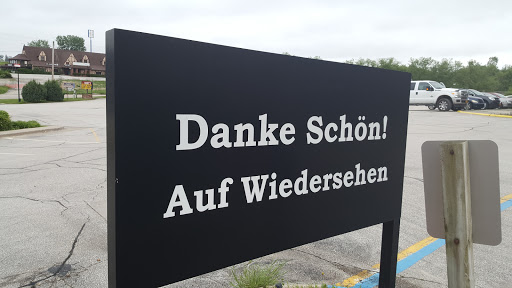 Danke Schön!
Auf Wiedersehen